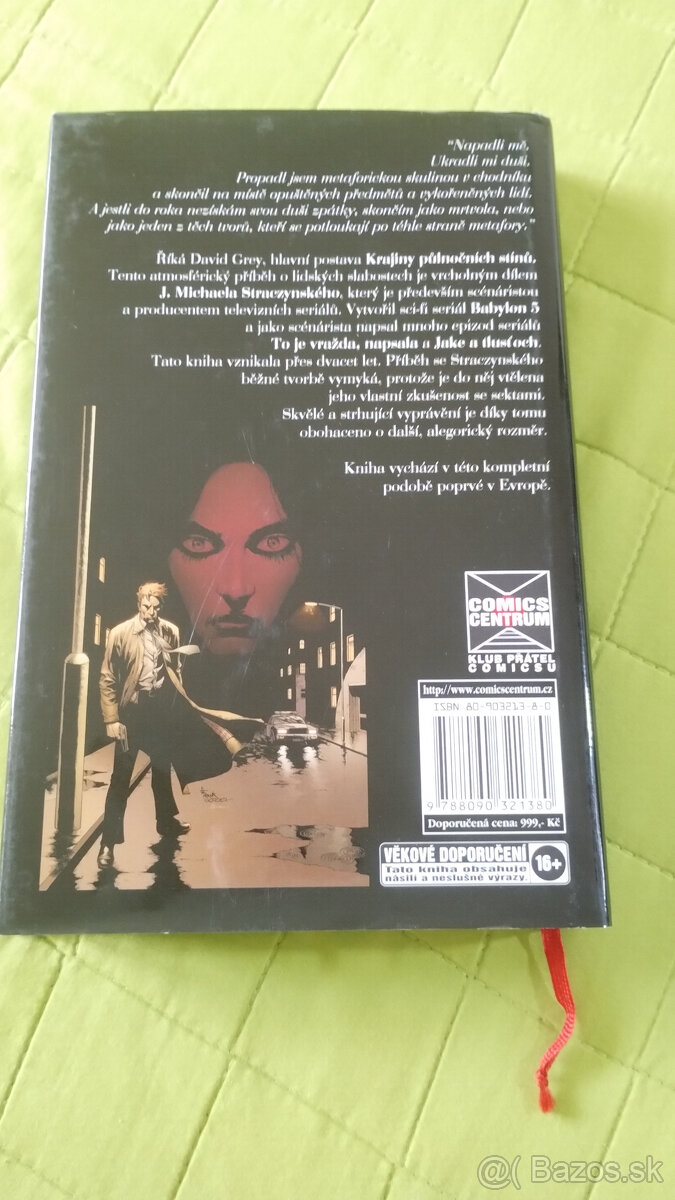 "Napadli mě,
Ukradli mi duši,
Propadl jsem metaforickou skulinou v chodníku
a skončil na místě opuštěných předmětů a vykořeněných lidí.
A jestli do roka nezískám svou duši zpátky, skončím jako mrtvola, nebo
jako jeden z těch tvorů, kteří se potloukají po téhle straně metafory."
Říká David Grey, hlavní postava Krajiny půlnočních stínů.
Tento atmosférický příběh o lidských slabostech je vrcholným dílem
J. Michaela Straczynského, který je především scénáristou
a producentem televizních seriálů. Vytvořil sci-fi seriál Babylon 5
a jako scénárista napsal mnoho epizod seriálů
To je vražda, napsala a Jake a tlusťoch.
Tato kniha vznikala přes dvacet let. Příběh se Straczynského
běžné tvorbě vymyká, protože je do něj vtělena
jeho vlastní zkušenost se sektami.
Skvělé a strhující vyprávění je díky tomu
obohaceno o další, alegorický rozměr.
Kniha vychází v této kompletní
podobě poprvé v Evropě.
COMICS
CENTRUM
KLUB PŘÁTEL
COMICSU
http://www.comicscentrum.cz
ISBN 80-903213-8-0
9 788090 321380
Doporučená cena: 999,- Kč
VĚKOVÉ DOPORUČENÍ
Tato kniha obsahuje
násilí a neslušné výrazy.
16+
@ Bazos.sk